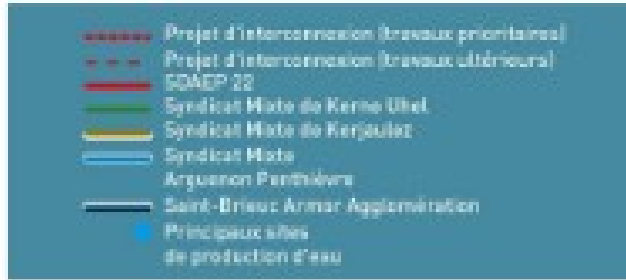 Projet d'interconnexion (travaux prioritaires)
Projet d'interconnexion (travaux ultérieurs)
SDAEP 22
Syndicat Mixte de Kerne Uhel
Syndicat Mixte de Kerjaulez
Syndicat Mixte
Arguenon Penthièvre
Saint-Brieuc Armor Agglomération
Principaux sites
de production d'eau